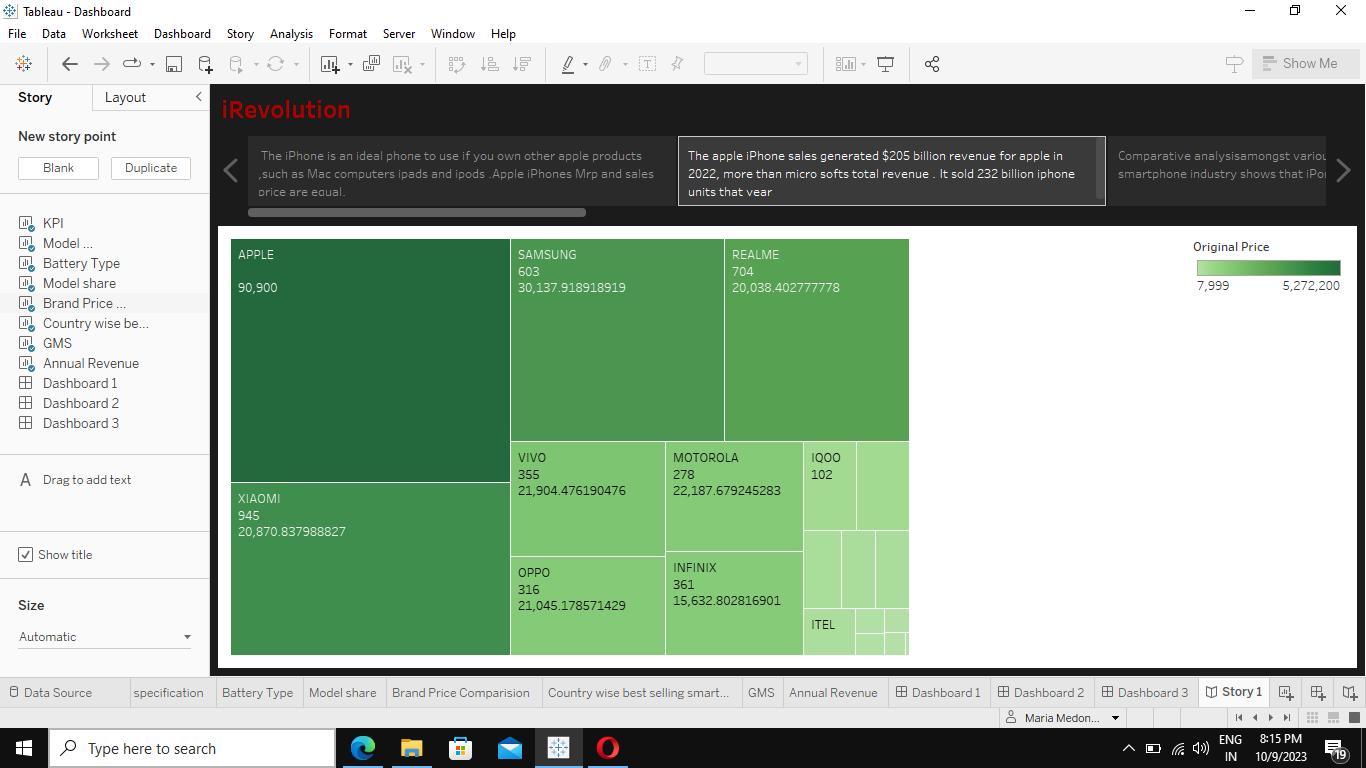 Tableau - Dashboard
File Data Worksheet Dashboard Story Analysis Format Server Window Help
Show Me
Story Layout
New story point
Blank Duplicate
KPI
Model ...
Battery Type
Model share
Brand Price ...
Country wise be...
GMS
Annual Revenue
Dashboard 1
Dashboard 2
Dashboard 3
A Drag to add text
Show title
Size
Automatic
iRevolution
The iPhone is an ideal phone to use if you own other apple products
,such as Mac computers ipads and ipods .Apple iPhones Mrp and sales
price are equal.
The apple iPhone sales generated $205 billion revenue for apple in
2022, more than micro softs total revenue . It sold 232 billion iphone
units that year
Comparative analysisamongst variou
smartphone industry shows that iPo
APPLE
90,900
SAMSUNG
603
30,137.918918919
REALME
704
20,038.402777778
XIAOMI
945
20,870.837988827
VIVO
355
21,904.476190476
MOTOROLA
278
22,187.679245283
IQOO
102
OPPO
316
21,045.178571429
INFINIX
361
15,632.802816901
ITEL
Original Price
7,999 5,272,200
Data Source specification Battery Type Model share Brand Price Comparision Country wise best selling smart... GMS Annual Revenue Dashboard 1 Dashboard 2 Dashboard 3 Story 1
Maria Medon...
Type here to search
ENG
IN
8:15 PM
10/9/2023
19